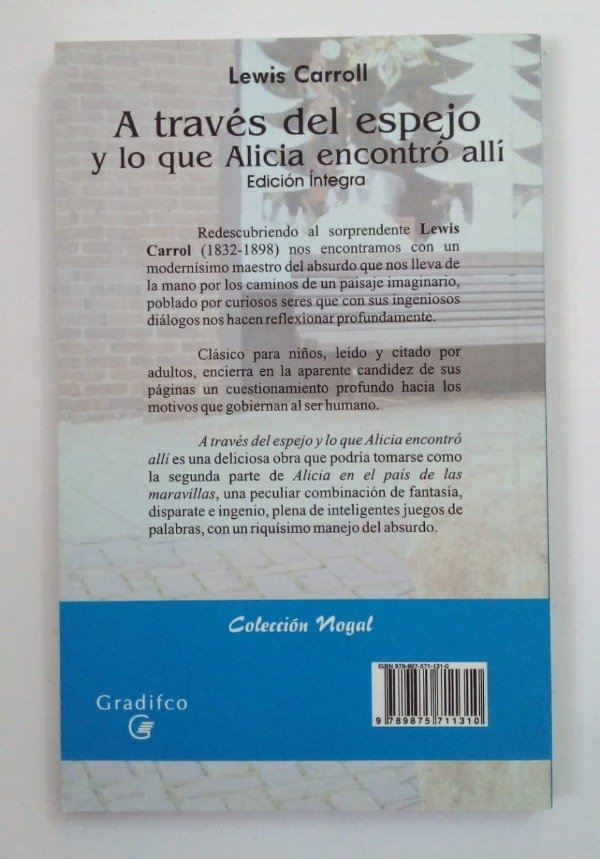 Lewis Carroll
A través del espejo
y lo que Alicia encontró allí
Edición Íntegra
Redescubriendo al sorprendente Lewis
Carrol (1832-1898) nos encontramos con un
modernísimo maestro del absurdo que nos lleva de
la mano por los caminos de un paisaje imaginario,
poblado por curiosos seres que con sus ingeniosos
diálogos nos hacen reflexionar profundamente.
Clásico para niños, leído y citado por
adultos, encierra en la aparente candidez de sus
páginas un cuestionamiento profundo hacia los
motivos que gobiernan al ser humano.
A través del espejo y lo que Alicia encontró
allí es una deliciosa obra que podría tomarse como
la segunda parte de Alicia en el país de las
maravillas, una peculiar combinación de fantasía,
disparate e ingenio, plena de inteligentes juegos de
palabras, con un riquísimo manejo del absurdo.
Colección Nogal
ISBN 978-987-571-131-0
Gradifco
9 789875 711310